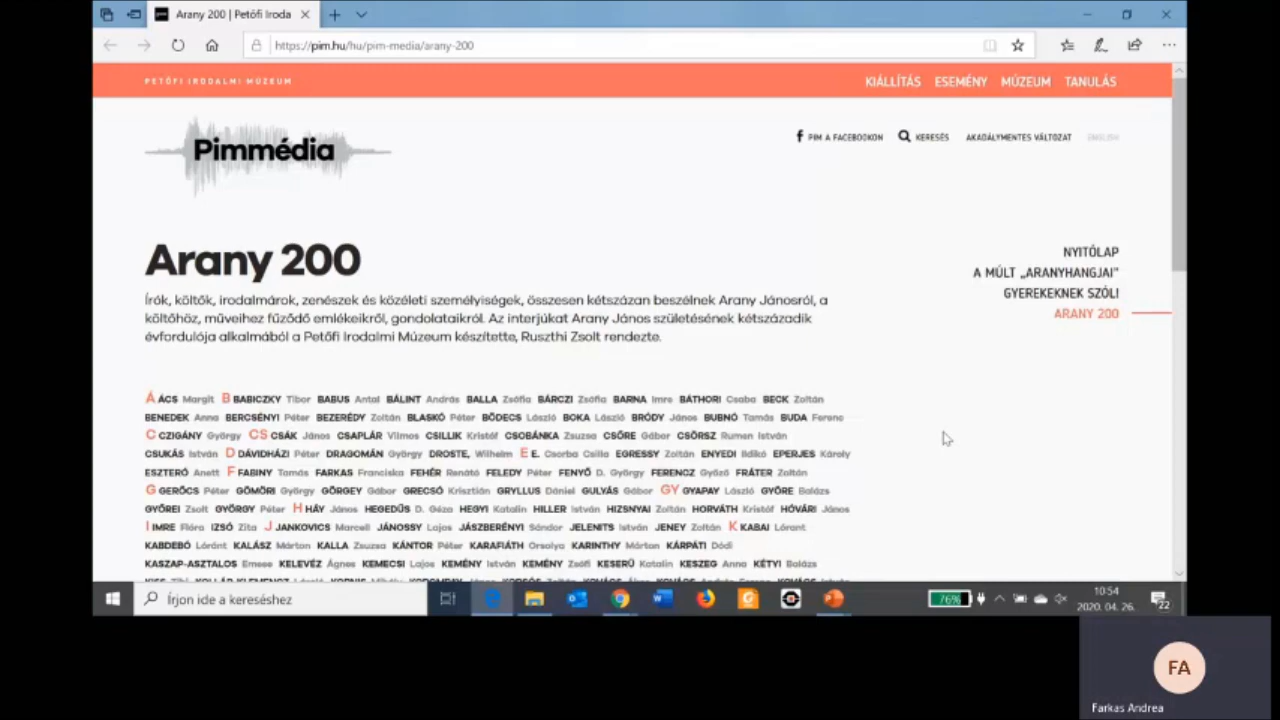 Arany 200 | Petőfi Iroda
https://pim.hu/hu/pim-media/arany-200
PETŐFI IRODALMI MÚZEUM
KIÁLLÍTÁS ESEMÉNY MÚZEUM TANULÁS
Pimmédia
PIM A FACEBOOKON KERESÉS AKADÁLYMENTES VÁLTOZAT ENGLISH
Arany 200
NYITÓLAP
A MÚLT „ARANYHANGJAI”
GYEREKEKNEK SZÓL!
ARANY 200
Írók, költők, irodalmárok, zenészek és közéleti személyiségek, összesen kétszázan beszélnek Arany Jánosról, a
költőhöz, műveihez fűződő emlékeikről, gondolataikról. Az interjúkat Arany János születésének kétszázadik
évfordulója alkalmából a Petőfi Irodalmi Múzeum készítette, Ruszthi Zsolt rendezte.
A ÁCS Margit B BABICZKY Tibor BABUS Antal BÁLINT András BALLA Zsófia BÁRCZI Zsófia BARNA Imre BÁTHORI Csaba BECK Zoltán
BENEDEK Anna BERCSÉNYI Péter BEZERÉDY Zoltán BLASKÓ Péter BÖDECS László BOKA László BRÓDY János BUBNÓ Tamás BUDA Ferenc
C CZIGÁNY György CS CSÁK János CSAPLÁR Vilmos CSILLIK Kristóf CSOBÁNKA Zsuzsa CSŐRE Gábor CSÖRSZ Rumen István
CSUKÁS István D DÁVIDHÁZI Péter DRAGOMÁN György DROSTE, Wilhelm E E. Csorba Csilla EGRESSY Zoltán ENYEDI Ildikó EPERJES Károly
ESZTERÓ Anett F FABINY Tamás FARKAS Franciska FEHÉR Renátó FELEDY Péter FENYŐ D. György FERENCZ Győző FRÁTER Zoltán
G GERŐCS Péter GÖMÖRI György GÖRGEY Gábor GRECSÓ Krisztián GRYLLUS Dániel GULYÁS Gábor GY GYAPAY László GYŐRE Balázs
GYŐREI Zsolt GYÖRGY Péter H HÁY János HEGEDŰS D. Géza HEGYI Katalin HILLER István HIZSNYAI Zoltán HORVÁTH Kristóf HÓVÁRI János
I IMRE Flóra IZSÓ Zita J JANKOVICS Marcell JÁNOSSY Lajos JÁSZBERÉNYI Sándor JELENITS István JENEY Zoltán K KABAI Lóránt
KABDEBÓ Lóránt KALÁSZ Márton KALLA Zsuzsa KÁNTOR Péter KARAFIÁTH Orsolya KARINTHY Márton KÁRPÁTI Dódi
KASZAP-ASZTALOS Emese KELEVÉZ Ágnes KEMECSI Lajos KEMÉNY István KEMÉNY Zsófi KESERÜ Katalin KESZEG Anna KÉTYI Balázs
Írjon ide a kereséshez
76%
10:54
2020. 04. 26.
22
FA
Farkas Andrea